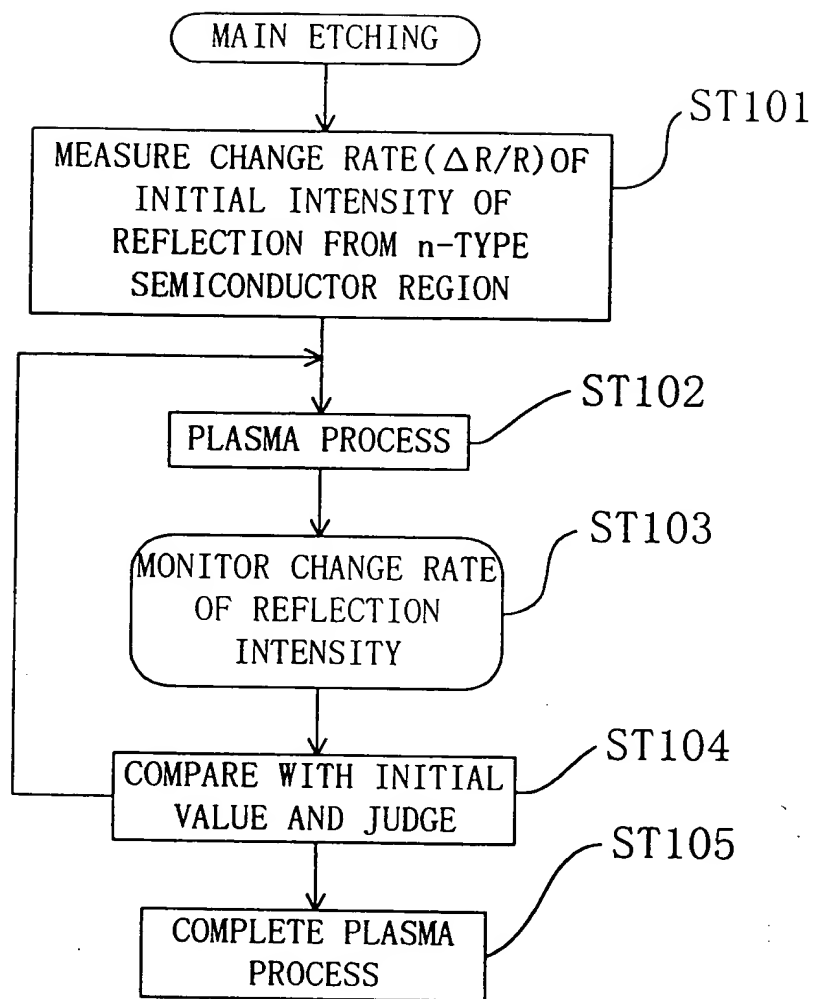 MAIN ETCHING
ST101
MEASURE CHANGE RATE(ΔR/R)OF
INITIAL INTENSITY OF
REFLECTION FROM n-TYPE
SEMICONDUCTOR REGION
ST102
PLASMA PROCESS
ST103
MONITOR CHANGE RATE
OF REFLECTION
INTENSITY
ST104
COMPARE WITH INITIAL
VALUE AND JUDGE
ST105
COMPLETE PLASMA
PROCESS